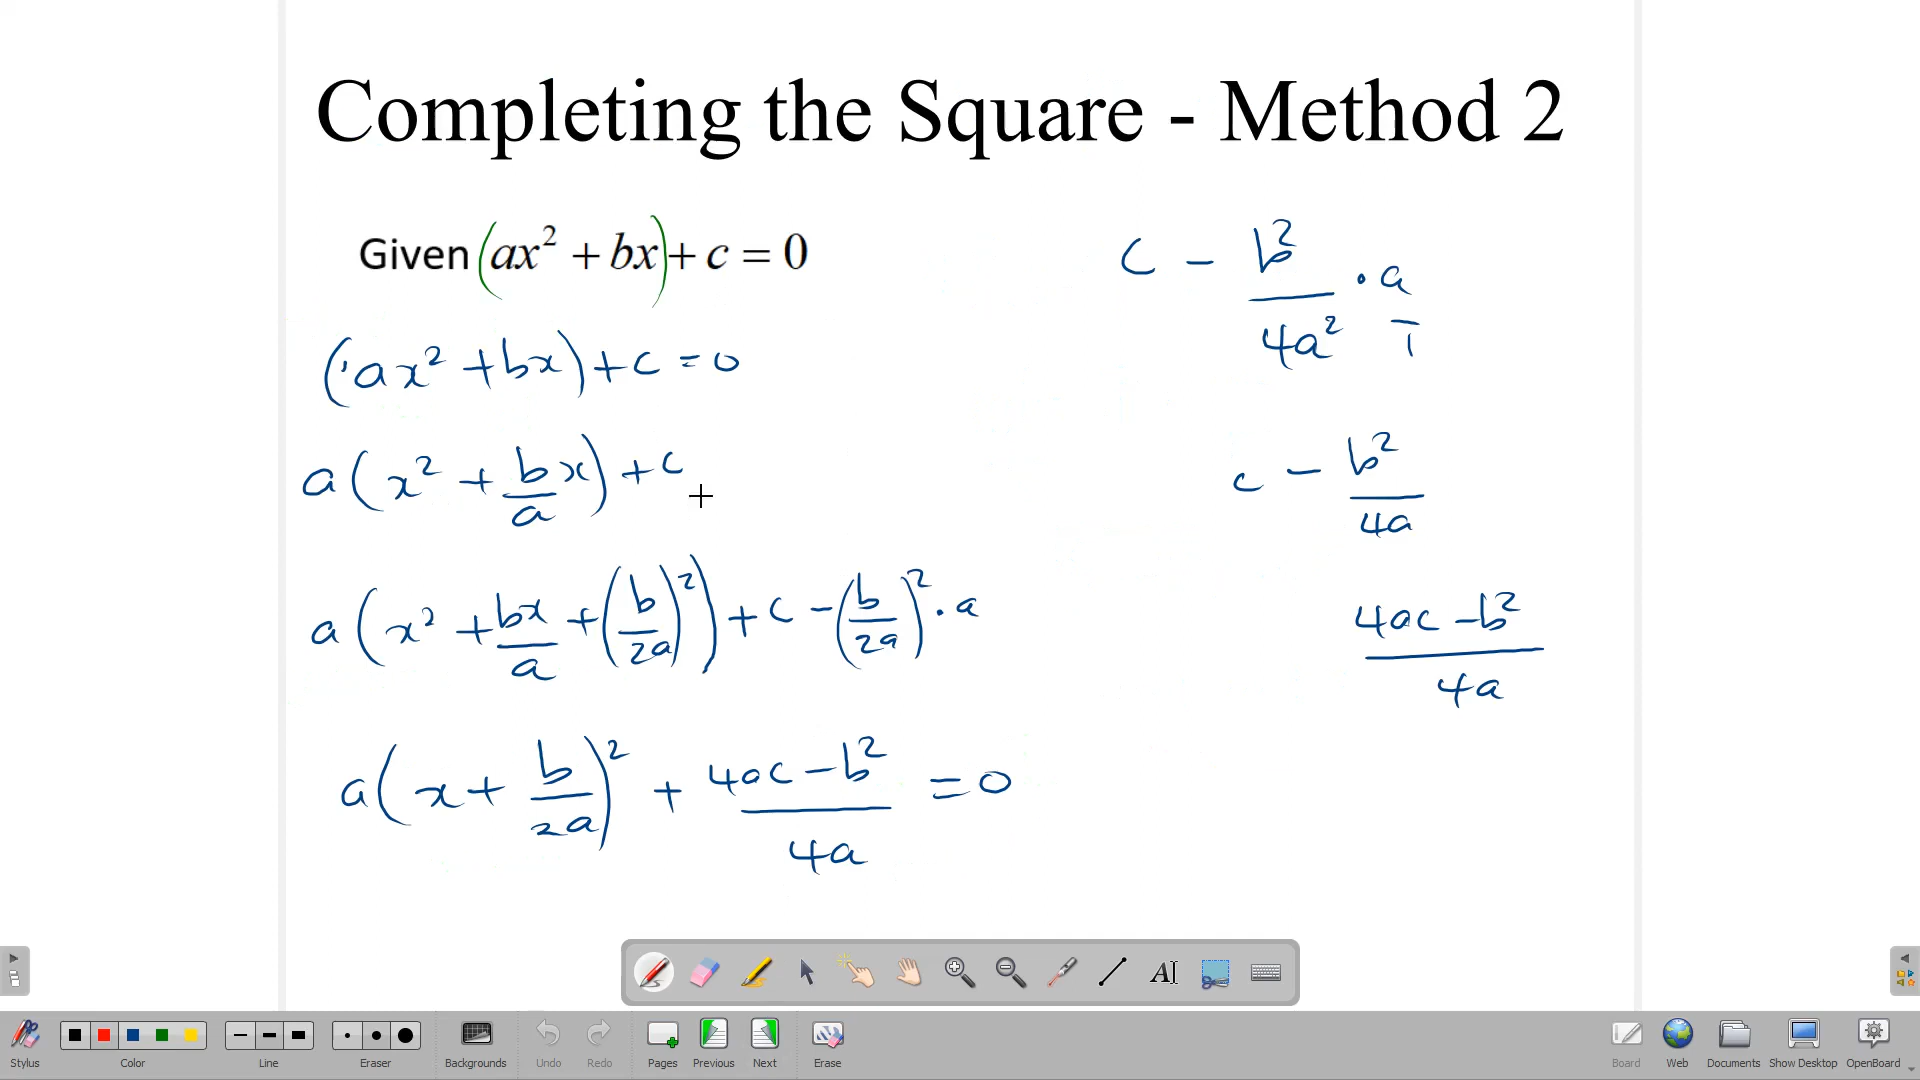 Completing the Square - Method 2
Given (ax² + bx) + c = 0
(ax² + bx) + c = 0
a(x² + b/a x) + c
a(x² + bx/a + (b/2a)²) + c - (b/2a)² · a
a(x + b/2a)² + (4ac - b²)/4a = 0
c - b²/4a² · a/1
c - b²/4a
(4ac - b²)/4a
Stylus
Color
Line
Eraser
Backgrounds
Undo
Redo
Pages
Previous
Next
Erase
Board
Web
Documents
Show Desktop
OpenBoard